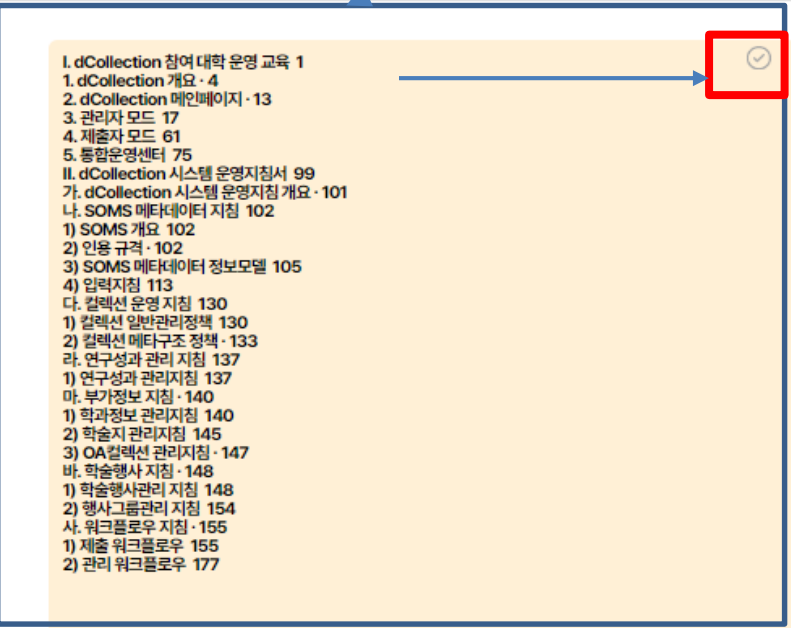 I. dCollection 참여 대학 운영 교육 1
1. dCollection 개요 · 4
2. dCollection 메인페이지 · 13
3. 관리자 모드 17
4. 제출자 모드 61
5. 통합운영센터 75
II. dCollection 시스템 운영지침서 99
가. dCollection 시스템 운영지침 개요 · 101
나. SOMS 메타데이터 지침 102
1) SOMS 개요 102
2) 인용 규격 · 102
3) SOMS 메타데이터 정보모델 105
4) 입력지침 113
다. 컬렉션 운영 지침 130
1) 컬렉션 일반관리정책 130
2) 컬렉션 메타구조 정책 · 133
라. 연구성과 관리 지침 137
1) 연구성과 관리지침 137
마. 부가정보 지침 · 140
1) 학과정보 관리지침 140
2) 학술지 관리지침 145
3) OA컬렉션 관리지침 · 147
바. 학술행사 지침 · 148
1) 학술행사관리 지침 148
2) 행사그룹관리 지침 154
사. 워크플로우 지침 · 155
1) 제출 워크플로우 155
2) 관리 워크플로우 177